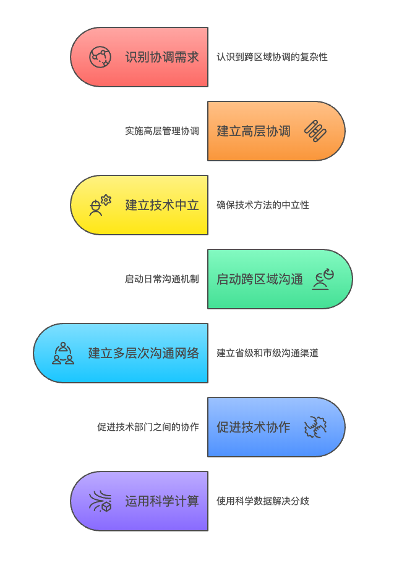 识别协调需求
认识到跨区域协调的复杂性
实施高层管理协调
建立高层协调
建立技术中立
确保技术方法的中立性
启动日常沟通机制
启动跨区域沟通
建立多层次沟通网络
建立省级和市级沟通渠道
促进技术部门之间的协作
促进技术协作
运用科学计算
使用科学数据解决分歧